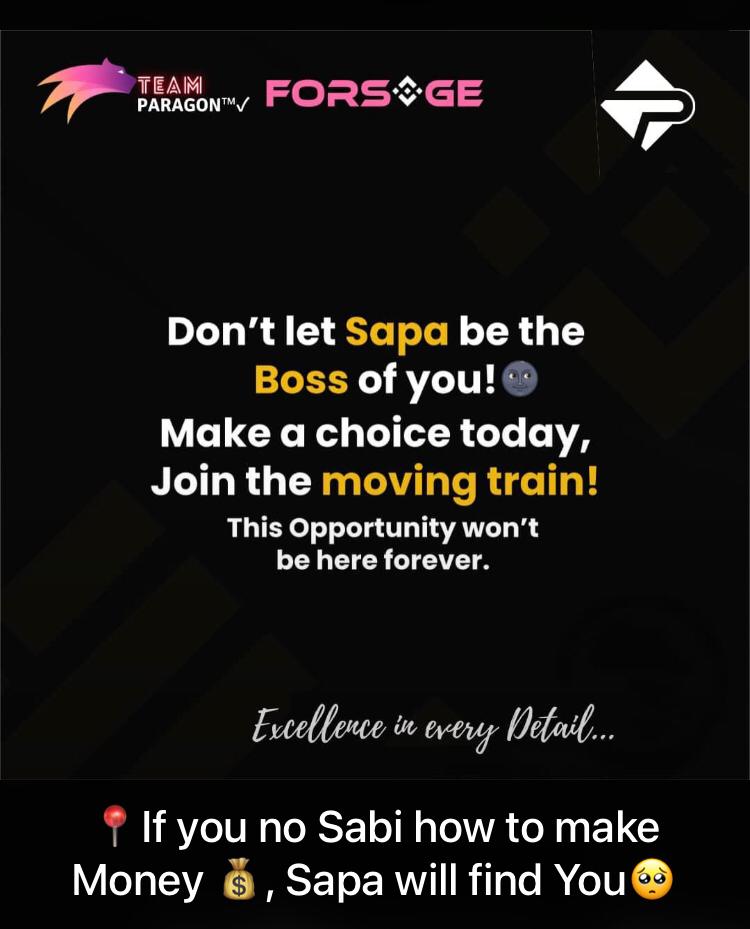 TEAM
PARAGON™✓
FORSAGE
Don't let Sapa be the
Boss of you!🌚
Make a choice today,
Join the moving train!
This Opportunity won't
be here forever.
Excellence in every Detail...
📍If you no Sabi how to make
Money 💰, Sapa will find You🥺